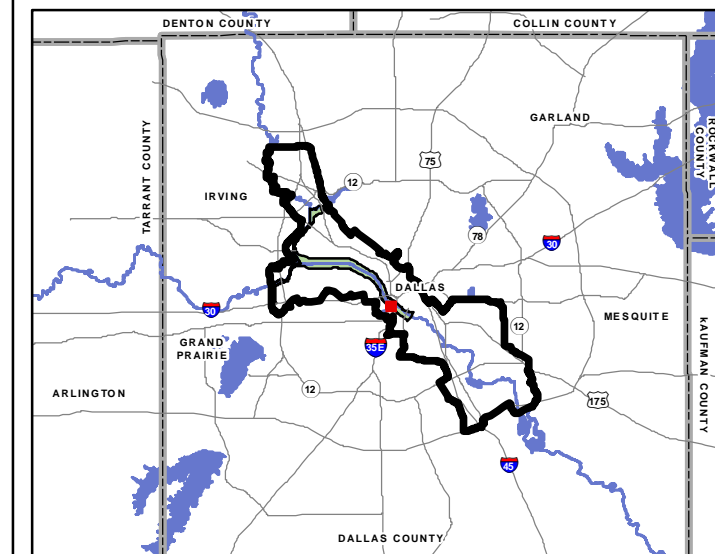 DENTON COUNTY
COLLIN COUNTY
GARLAND
ROCKWALL
COUNTY
TARRANT COUNTY
75
12
IRVING
78
30
DALLAS
30
12
MESQUITE
GRAND
PRAIRIE
35E
KAUFMAN COUNTY
ARLINGTON
12
175
45
DALLAS COUNTY